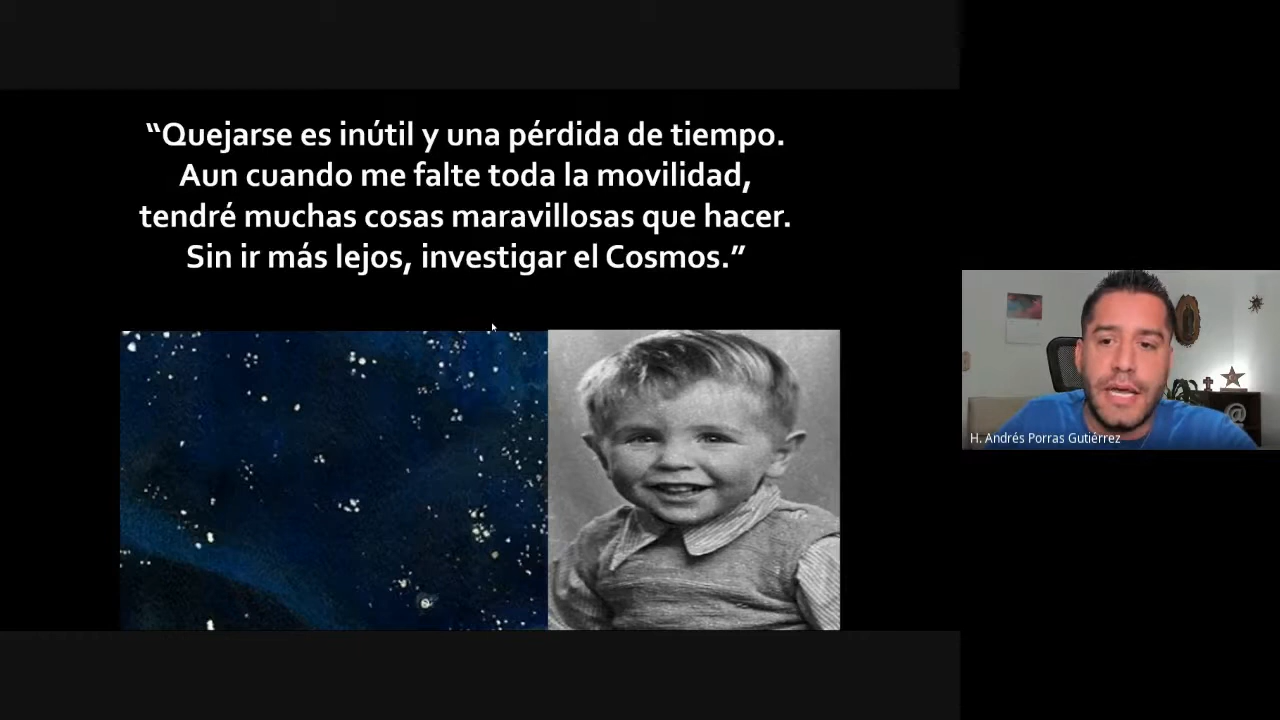 “Quejarse es inútil y una pérdida de tiempo.
Aun cuando me falte toda la movilidad,
tendré muchas cosas maravillosas que hacer.
Sin ir más lejos, investigar el Cosmos.”
H. Andrés Porras Gutiérrez
@